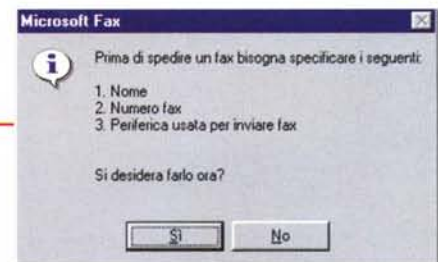 Microsoft Fax
Prima di spedire un fax bisogna specificare i seguenti:
1. Nome
2. Numero fax
3. Periferica usata per inviare fax
Si desidera farlo ora?
Sì
No